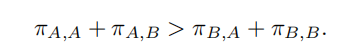 π_{A,A} + π_{A,B} > π_{B,A} + π_{B,B}.